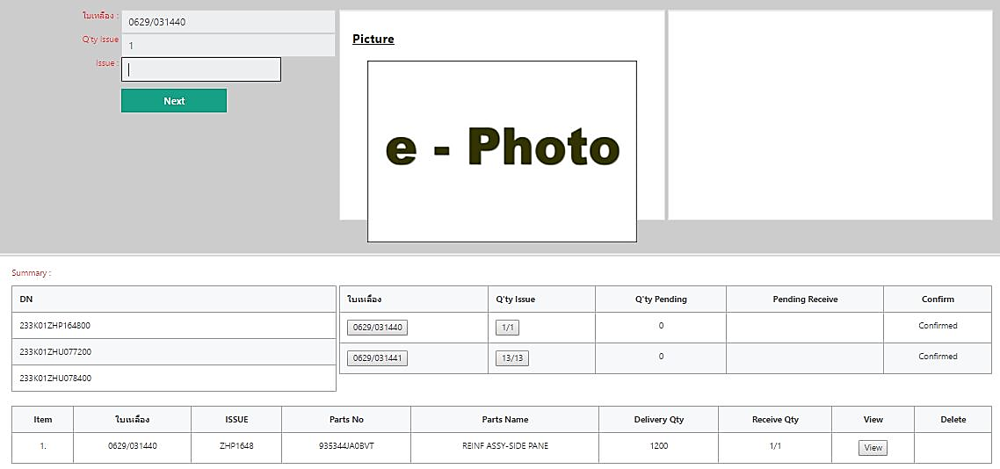 ใบเหลือง : 0629/031440
Q'ty Issue 1
Issue :
Next
Picture
e - Photo
Summary :
DN
233K01ZHP164800
233K01ZHU077200
233K01ZHU078400
ใบเหลือง Q'ty Issue Q'ty Pending Pending Receive Confirm
0629/031440 1/1 0 Confirmed
0629/031441 13/13 0 Confirmed
Item ใบเหลือง ISSUE Parts No Parts Name Delivery Qty Receive Qty View Delete
1. 0629/031440 ZHP1648 935344JA0BVT REINF ASSY-SIDE PANE 1200 1/1 View